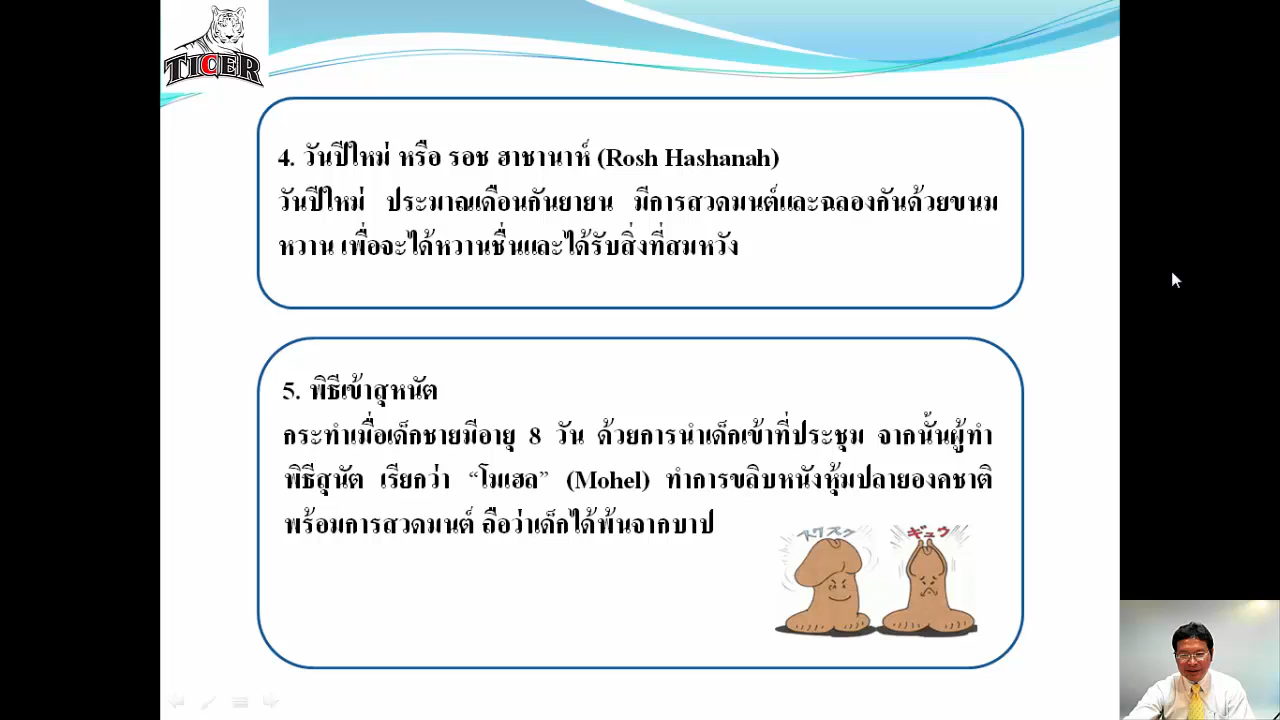 TICER
4. วันปีใหม่ หรือ รอช ฮาชานาห์ (Rosh Hashanah)
วันปีใหม่ ประมาณเดือนกันยายน มีการสวดมนต์และฉลองกันด้วยขนม
หวาน เพื่อจะได้หวานชื่นและได้รับสิ่งที่สมหวัง
5. พิธีเข้าสุหนัต
กระทำเมื่อเด็กชายมีอายุ 8 วัน ด้วยการนำเด็กเข้าที่ประชุม จากนั้นผู้ทำ
พิธีสุนัต เรียกว่า “โมเฮล” (Mohel) ทำการขลิบหนังหุ้มปลายองคชาติ
พร้อมการสวดมนต์ ถือว่าเด็กได้พ้นจากบาป
ギュウ